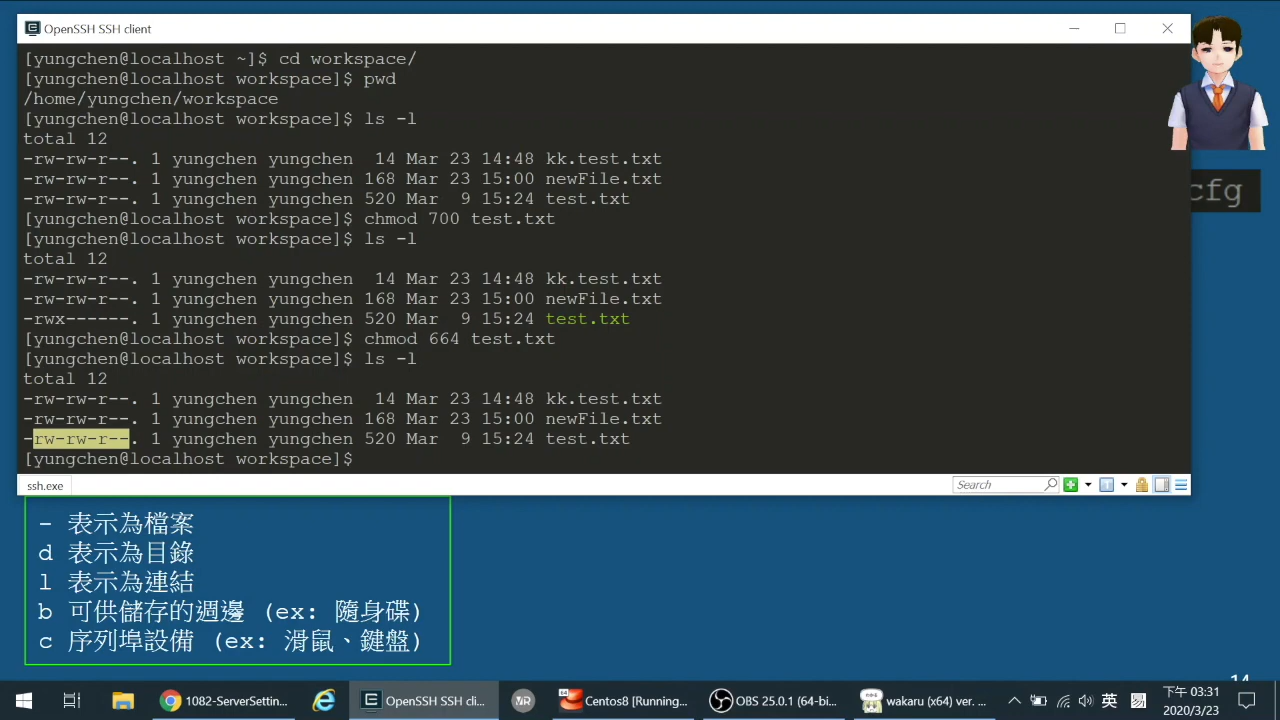 OpenSSH SSH client
[yungchen@localhost ~]$ cd workspace/
[yungchen@localhost workspace]$ pwd
/home/yungchen/workspace
[yungchen@localhost workspace]$ ls -l
total 12
-rw-rw-r--. 1 yungchen yungchen  14 Mar 23 14:48 kk.test.txt
-rw-rw-r--. 1 yungchen yungchen 168 Mar 23 15:00 newFile.txt
-rw-rw-r--. 1 yungchen yungchen 520 Mar  9 15:24 test.txt
[yungchen@localhost workspace]$ chmod 700 test.txt
[yungchen@localhost workspace]$ ls -l
total 12
-rw-rw-r--. 1 yungchen yungchen  14 Mar 23 14:48 kk.test.txt
-rw-rw-r--. 1 yungchen yungchen 168 Mar 23 15:00 newFile.txt
-rwx------. 1 yungchen yungchen 520 Mar  9 15:24 test.txt
[yungchen@localhost workspace]$ chmod 664 test.txt
[yungchen@localhost workspace]$ ls -l
total 12
-rw-rw-r--. 1 yungchen yungchen  14 Mar 23 14:48 kk.test.txt
-rw-rw-r--. 1 yungchen yungchen 168 Mar 23 15:00 newFile.txt
-rw-rw-r--. 1 yungchen yungchen 520 Mar  9 15:24 test.txt
[yungchen@localhost workspace]$
cfg
ssh.exe
Search
- 表示為檔案
d 表示為目錄
l 表示為連結
b 可供儲存的週邊 (ex: 隨身碟)
c 序列埠設備 (ex: 滑鼠、鍵盤)
14
1082-ServerSettin...
OpenSSH SSH cli...
Centos8 [Running...
OBS 25.0.1 (64-bi...
wakaru (x64) ver. ...
英
下午 03:31
2020/3/23